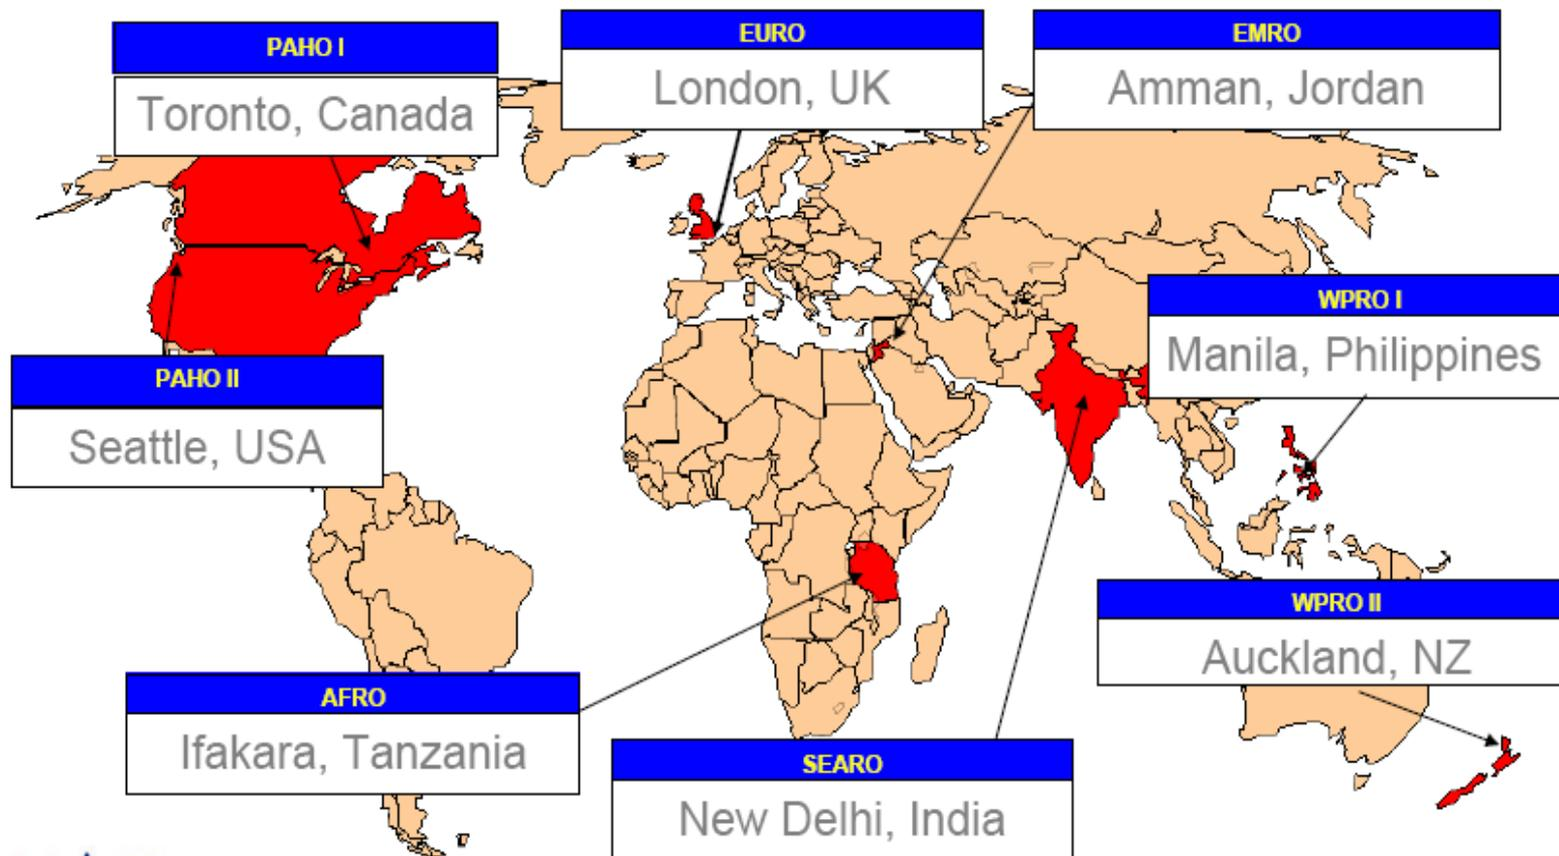 PAHO I
Toronto, Canada
EURO
London, UK
EMRO
Amman, Jordan
WPRO I
Manila, Philippines
PAHO II
Seattle, USA
WPRO II
Auckland, NZ
AFRO
Ifakara, Tanzania
SEARO
New Delhi, India